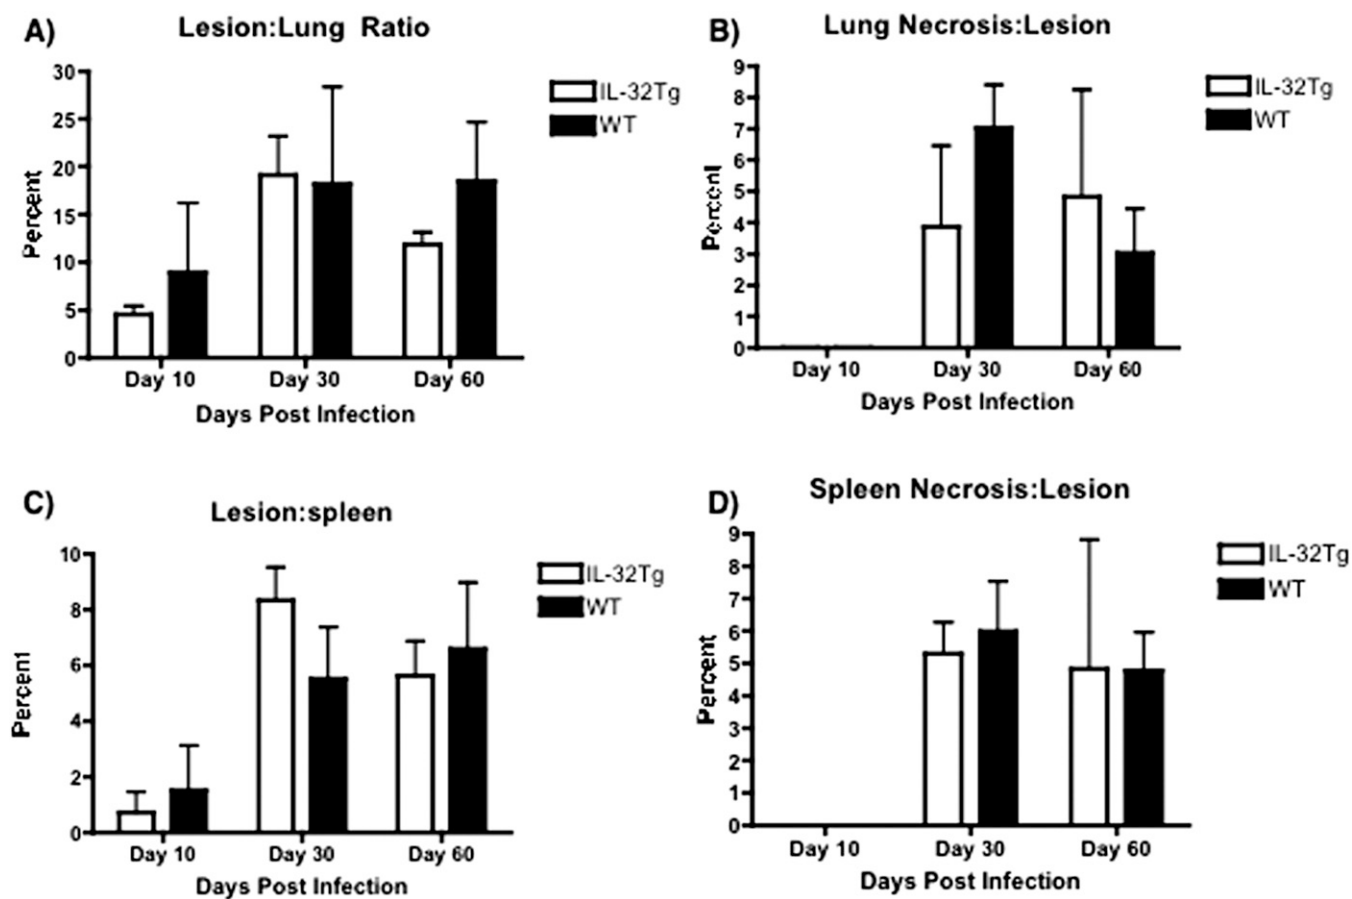 A)
Lesion:Lung Ratio
30
25
20
15
10
5
0
Percent
IL-32Tg
WT
Day 10 Day 30 Day 60
Days Post Infection
B)
Lung Necrosis:Lesion
9
8
7
6
5
4
3
2
1
0
Percent
IL-32Tg
WT
Day 10 Day 30 Day 60
Days Post Infection
C)
Lesion:spleen
10
8
6
4
2
0
Percent
IL-32Tg
WT
Day 10 Day 30 Day 60
Days Post Infection
D)
Spleen Necrosis:Lesion
9
8
7
6
5
4
3
2
1
0
Percent
IL-32Tg
WT
Day 10 Day 30 Day 60
Days Post Infection